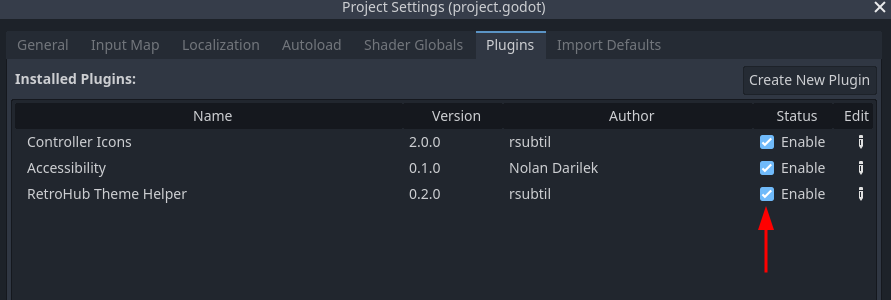 Project Settings (project.godot)
General Input Map Localization Autoload Shader Globals Plugins Import Defaults
Installed Plugins: Create New Plugin
Name Version Author Status Edit
Controller Icons 2.0.0 rsubtil Enable
Accessibility 0.1.0 Nolan Darilek Enable
RetroHub Theme Helper 0.2.0 rsubtil Enable